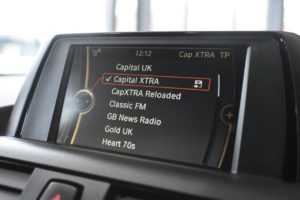 12:12 Cap XTRA TP
Capital UK
✓ Capital XTRA
CapXTRA Reloaded
Classic FM
GB News Radio
Gold UK
Heart 70s